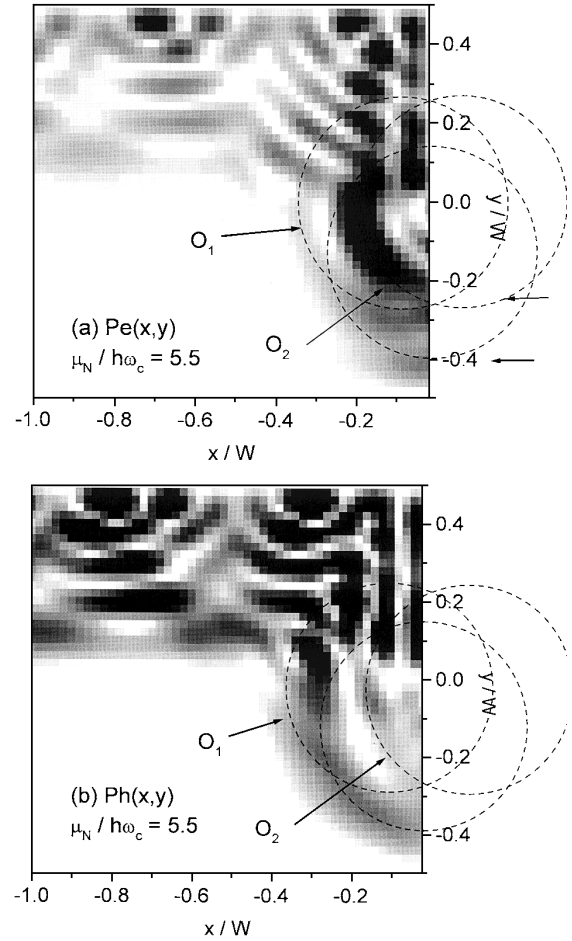 0.4
0.2
0.0
y / W
-0.2
-0.4
O₁
O₂
(a) Pe(x,y)
μN / hωc = 5.5
-1.0 -0.8 -0.6 -0.4 -0.2
x / W
0.4
0.2
0.0
y / W
-0.2
-0.4
O₁
O₂
(b) Ph(x,y)
μN / hωc = 5.5
-1.0 -0.8 -0.6 -0.4 -0.2
x / W